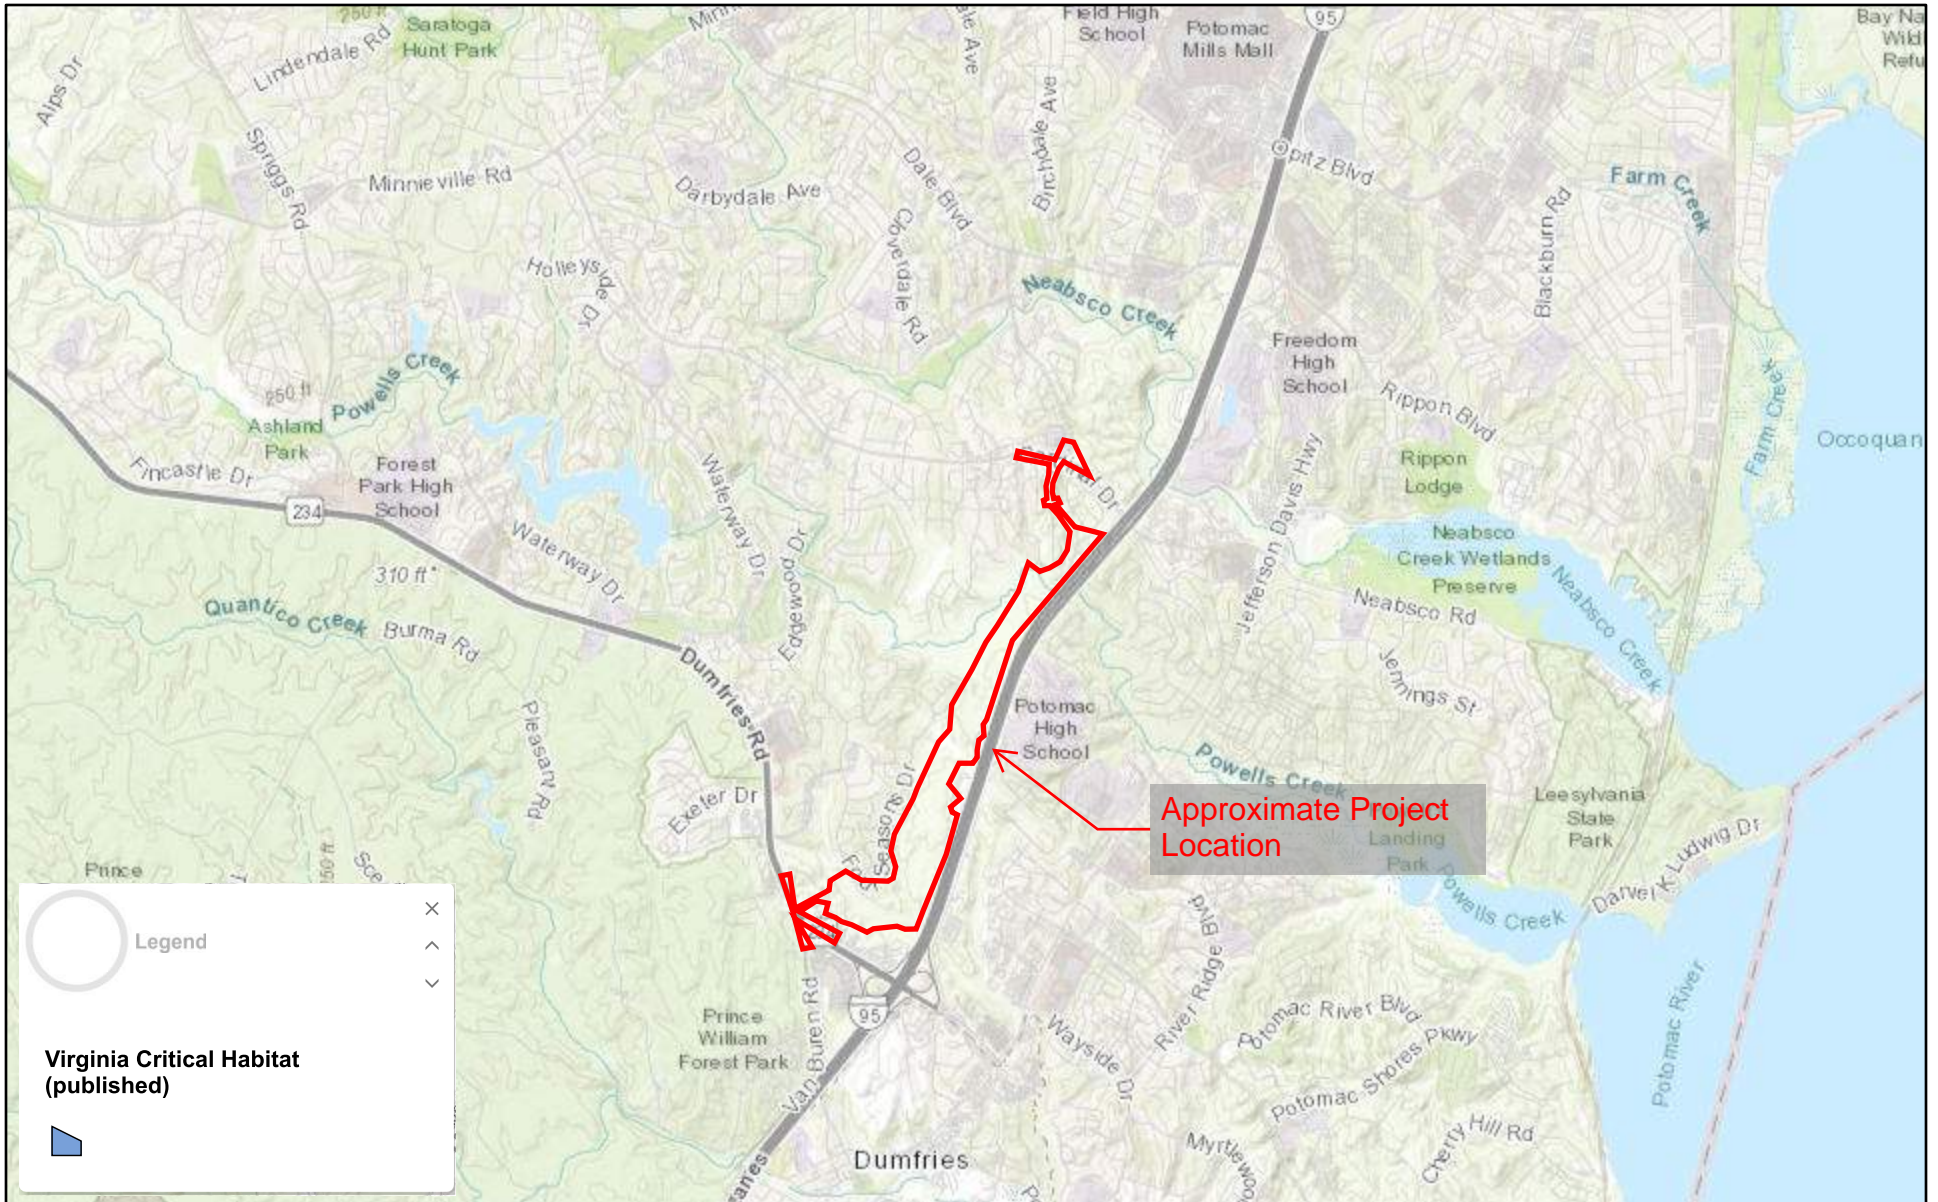 250 ft
Saratoga
Hunt Park
Lindendale Rd
Alps Dr
Field High
School
Potomac
Mills Mall
95
Bay
Spriggs Rd
Minnieville Rd
Darbydale Ave
Dale Blvd
Birchdale Ave
Cloverdale Rd
Opitz Blvd
Farm Creek
Blackburn Rd
Holleyside Dr
Neabsco Creek
Freedom
High
School
Rippon Blvd
Farm Creek
Occoquan
Powells Creek
250 ft
Ashland
Park
Fincastle Dr
Forest
Park High
School
234
Waterway Dr
Waterway Dr
Edgewood Dr
310 ft
Quantico Creek
Burma Rd
Dumfries Rd
Pleasant Rd
Jefferson Davis Hwy
Rippon
Lodge
Neabsco
Creek Wetlands
Preserve
Neabsco Creek
Neabsco Rd
Jennings St
Potomac
High
School
Powells Creek
Approximate Project
Location
Landing
Park
Leesylvania
State
Park
Powells Creek
Exeter Dr
Seasons Dr
Prince
Legend
Virginia Critical Habitat
(published)
Prince
William
Forest Park
Van Buren Rd
95
Wayside Dr
River Ridge Blvd
Potomac River Blvd
Potomac Shores Pkwy
Cherry Hill Rd
Potomac River
Dumfries